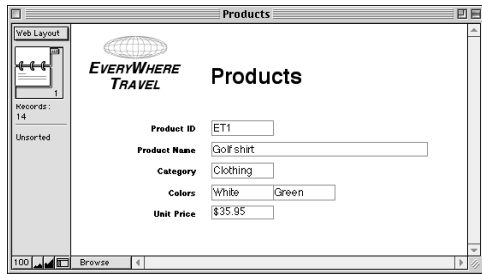 Products
Web Layout
1
Records:
14
Unsorted
EVERYWHERE
TRAVEL
Products
Product ID ET1
Product Name Golf shirt
Category Clothing
Colors White Green
Unit Price $35.95
100 Browse